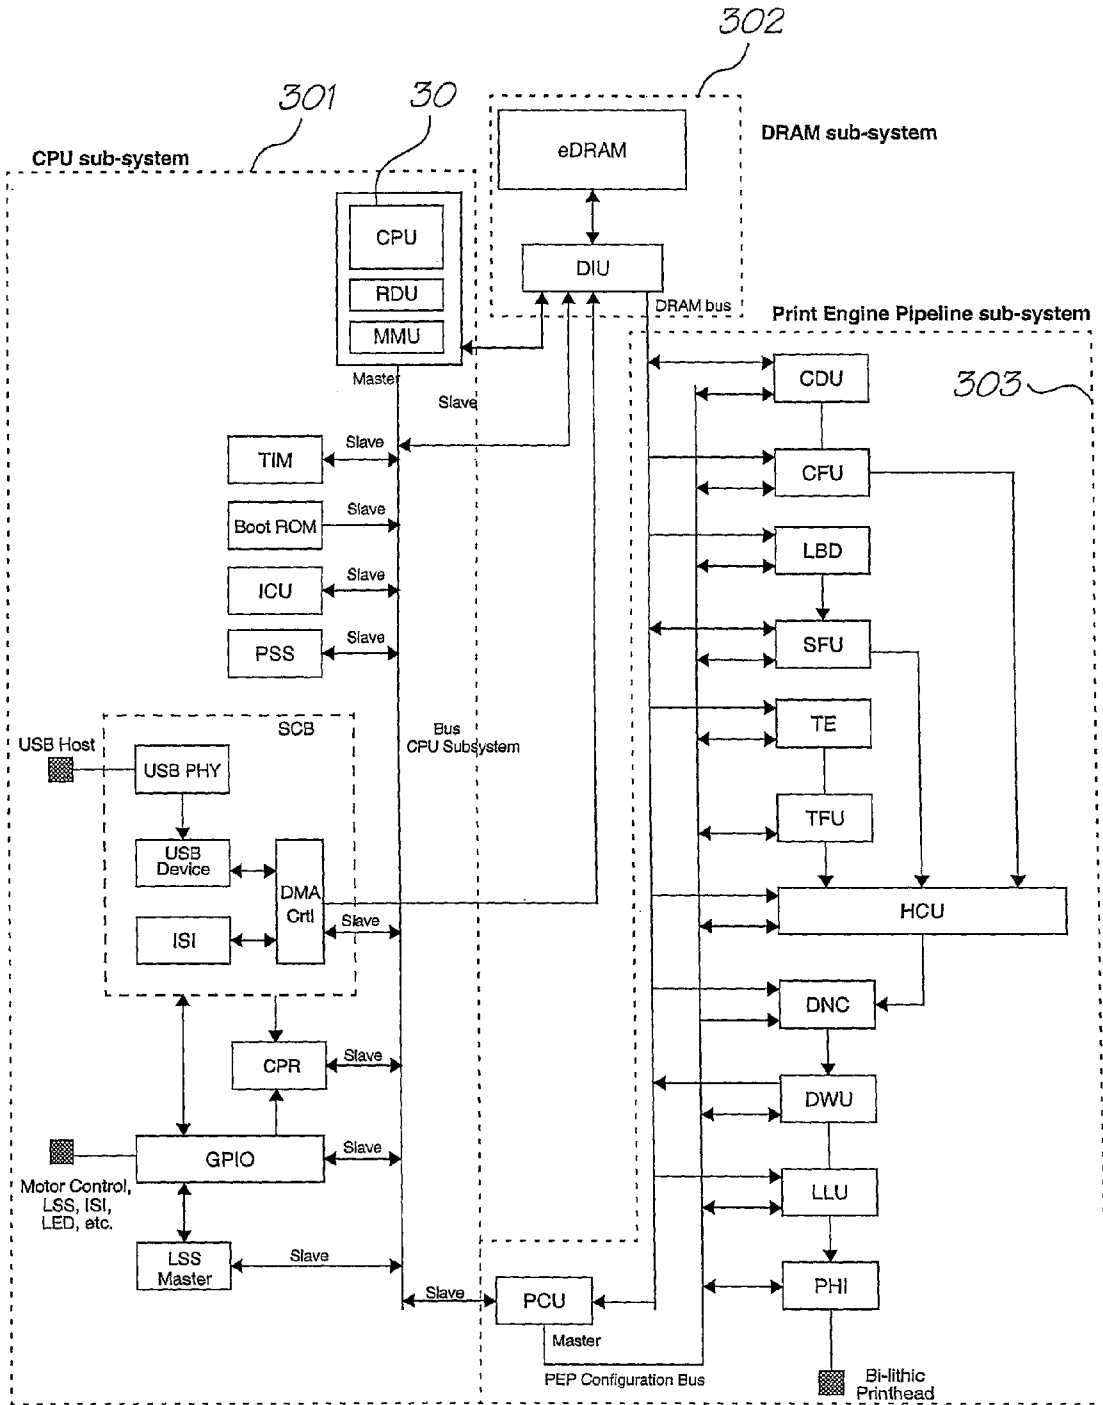 302
301
30
DRAM sub-system
CPU sub-system
eDRAM
CPU
DIU
RDU
MMU
DRAM bus
Print Engine Pipeline sub-system
Master
Slave
303
CDU
TIM
Slave
CFU
Boot ROM
Slave
LBD
ICU
Slave
PSS
Slave
SFU
SCB
Bus
CPU Subsystem
TE
USB Host
USB PHY
TFU
USB
Device
DMA
Crtl
Slave
HCU
ISI
DNC
CPR
Slave
DWU
GPIO
Slave
Motor Control,
LSS, ISI,
LED, etc.
LLU
LSS
Master
Slave
PHI
Slave
PCU
Master
PEP Configuration Bus
Bi-lithic
Printhead